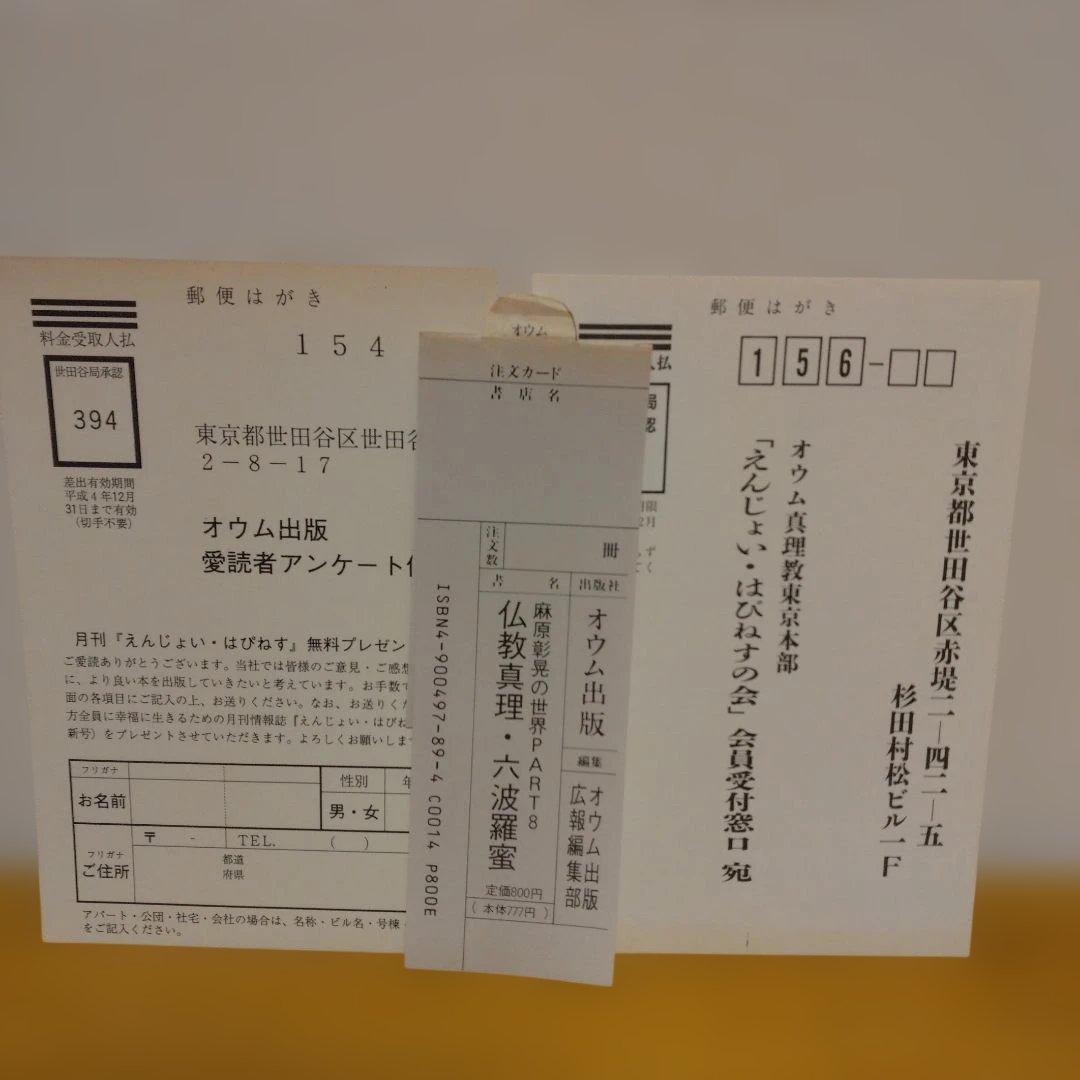 郵便はがき
料金受取人払
世田谷局承認
394
差出有効期間
平成4年12月
31日まで有効
(切手不要)
154
東京都世田谷区世田谷
2-8-17
オウム出版
愛読者アンケート
月刊『えんじょい・はぴねす』無料プレゼン
ご愛読ありがとうございます。当社では皆様のご意見・ご感想
に、より良い本を出版していきたいと考えています。お手数で
面の各項目にご記入の上、お送りください。なお、お送りくだ
方全員に幸福に生きるための月刊情報誌『えんじょい・はぴね
新号)をプレゼントさせていただきます。よろしくお願いしま
フリガナ
お名前
性別
年
男・女
フリガナ
ご住所
〒 -
TEL. ( )
都道
府県
アパート・公団・社宅・会社の場合は、名称・ビル名・号棟
をご記入ください。
オウム
注文カード
書店名
注文数
冊
書名
出版社
オウム出版
麻原彰晃の世界PART8
仏教真理・六波羅蜜
編集
オウム出版
広報編集部
定価800円
(本体777円)
ISBN4-900497-89-4 C0014 P800E
郵便はがき
払
局
認
156-
東京都世田谷区赤堤二―四二―五
杉田村松ビル一F
オウム真理教東京本部
「えんじょい・はぴねすの会」会員受付窓口 宛